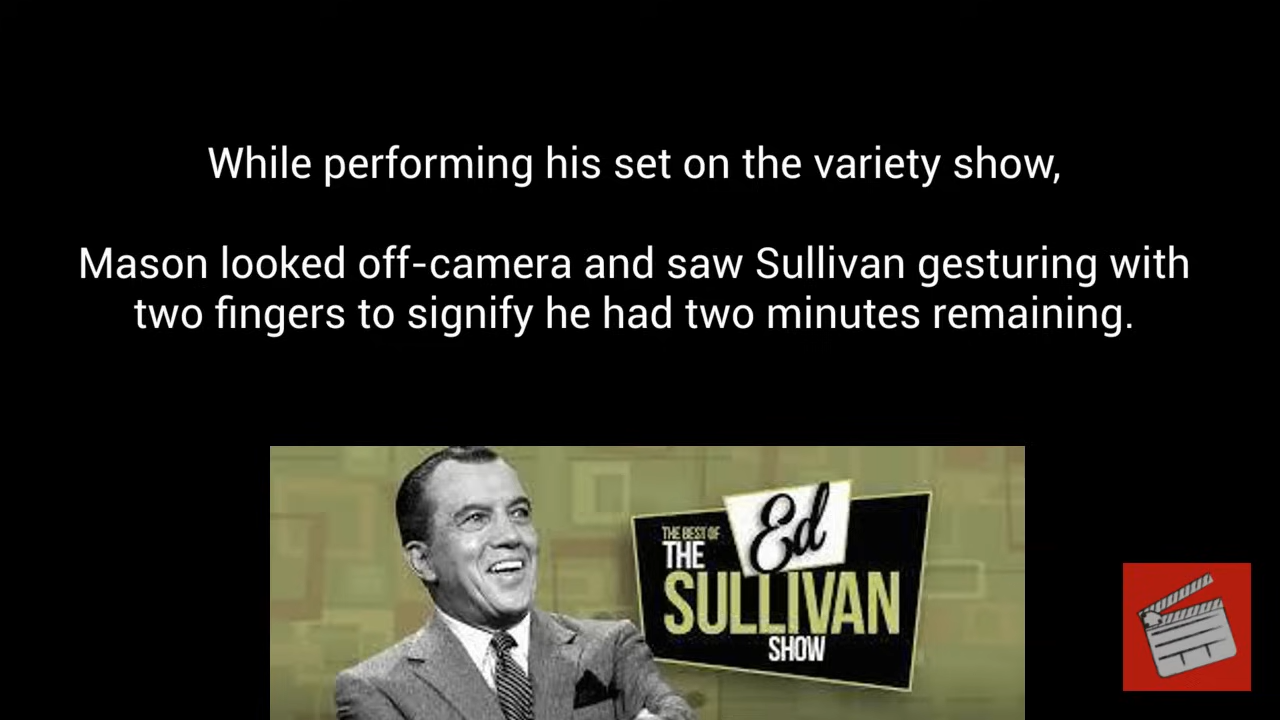 While performing his set on the variety show,
Mason looked off-camera and saw Sullivan gesturing with
two fingers to signify he had two minutes remaining.
THE BEST OF
THE
Ed
SULLIVAN
SHOW